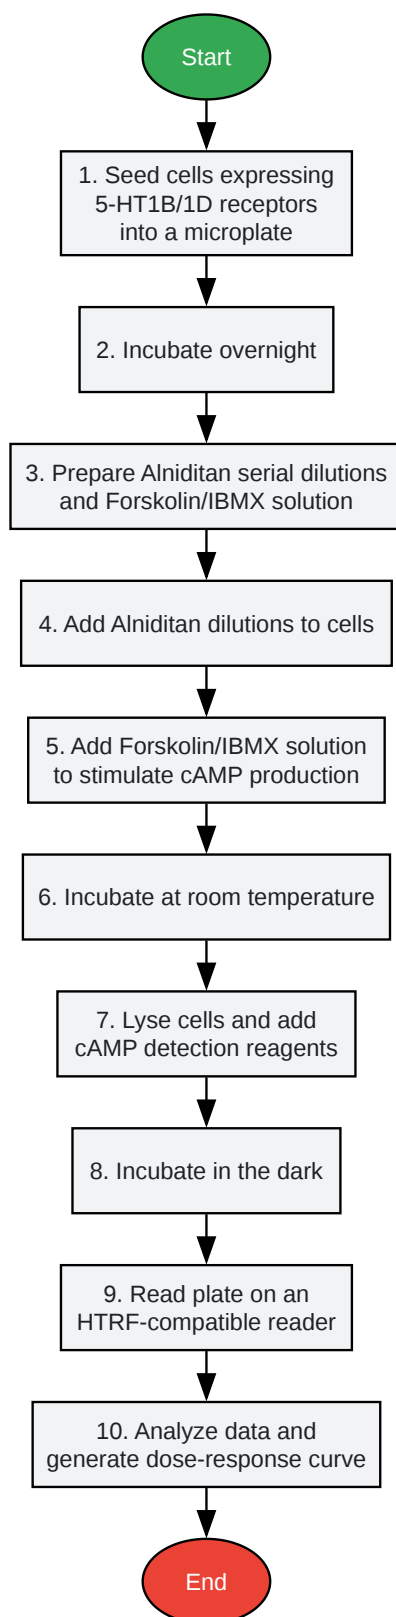 Start
1. Seed cells expressing
5-HT1B/1D receptors
into a microplate
2. Incubate overnight
3. Prepare Alniditan serial dilutions
and Forskolin/IBMX solution
4. Add Alniditan dilutions to cells
5. Add Forskolin/IBMX solution
to stimulate cAMP production
6. Incubate at room temperature
7. Lyse cells and add
cAMP detection reagents
8. Incubate in the dark
9. Read plate on an
HTRF-compatible reader
10. Analyze data and
generate dose-response curve
End